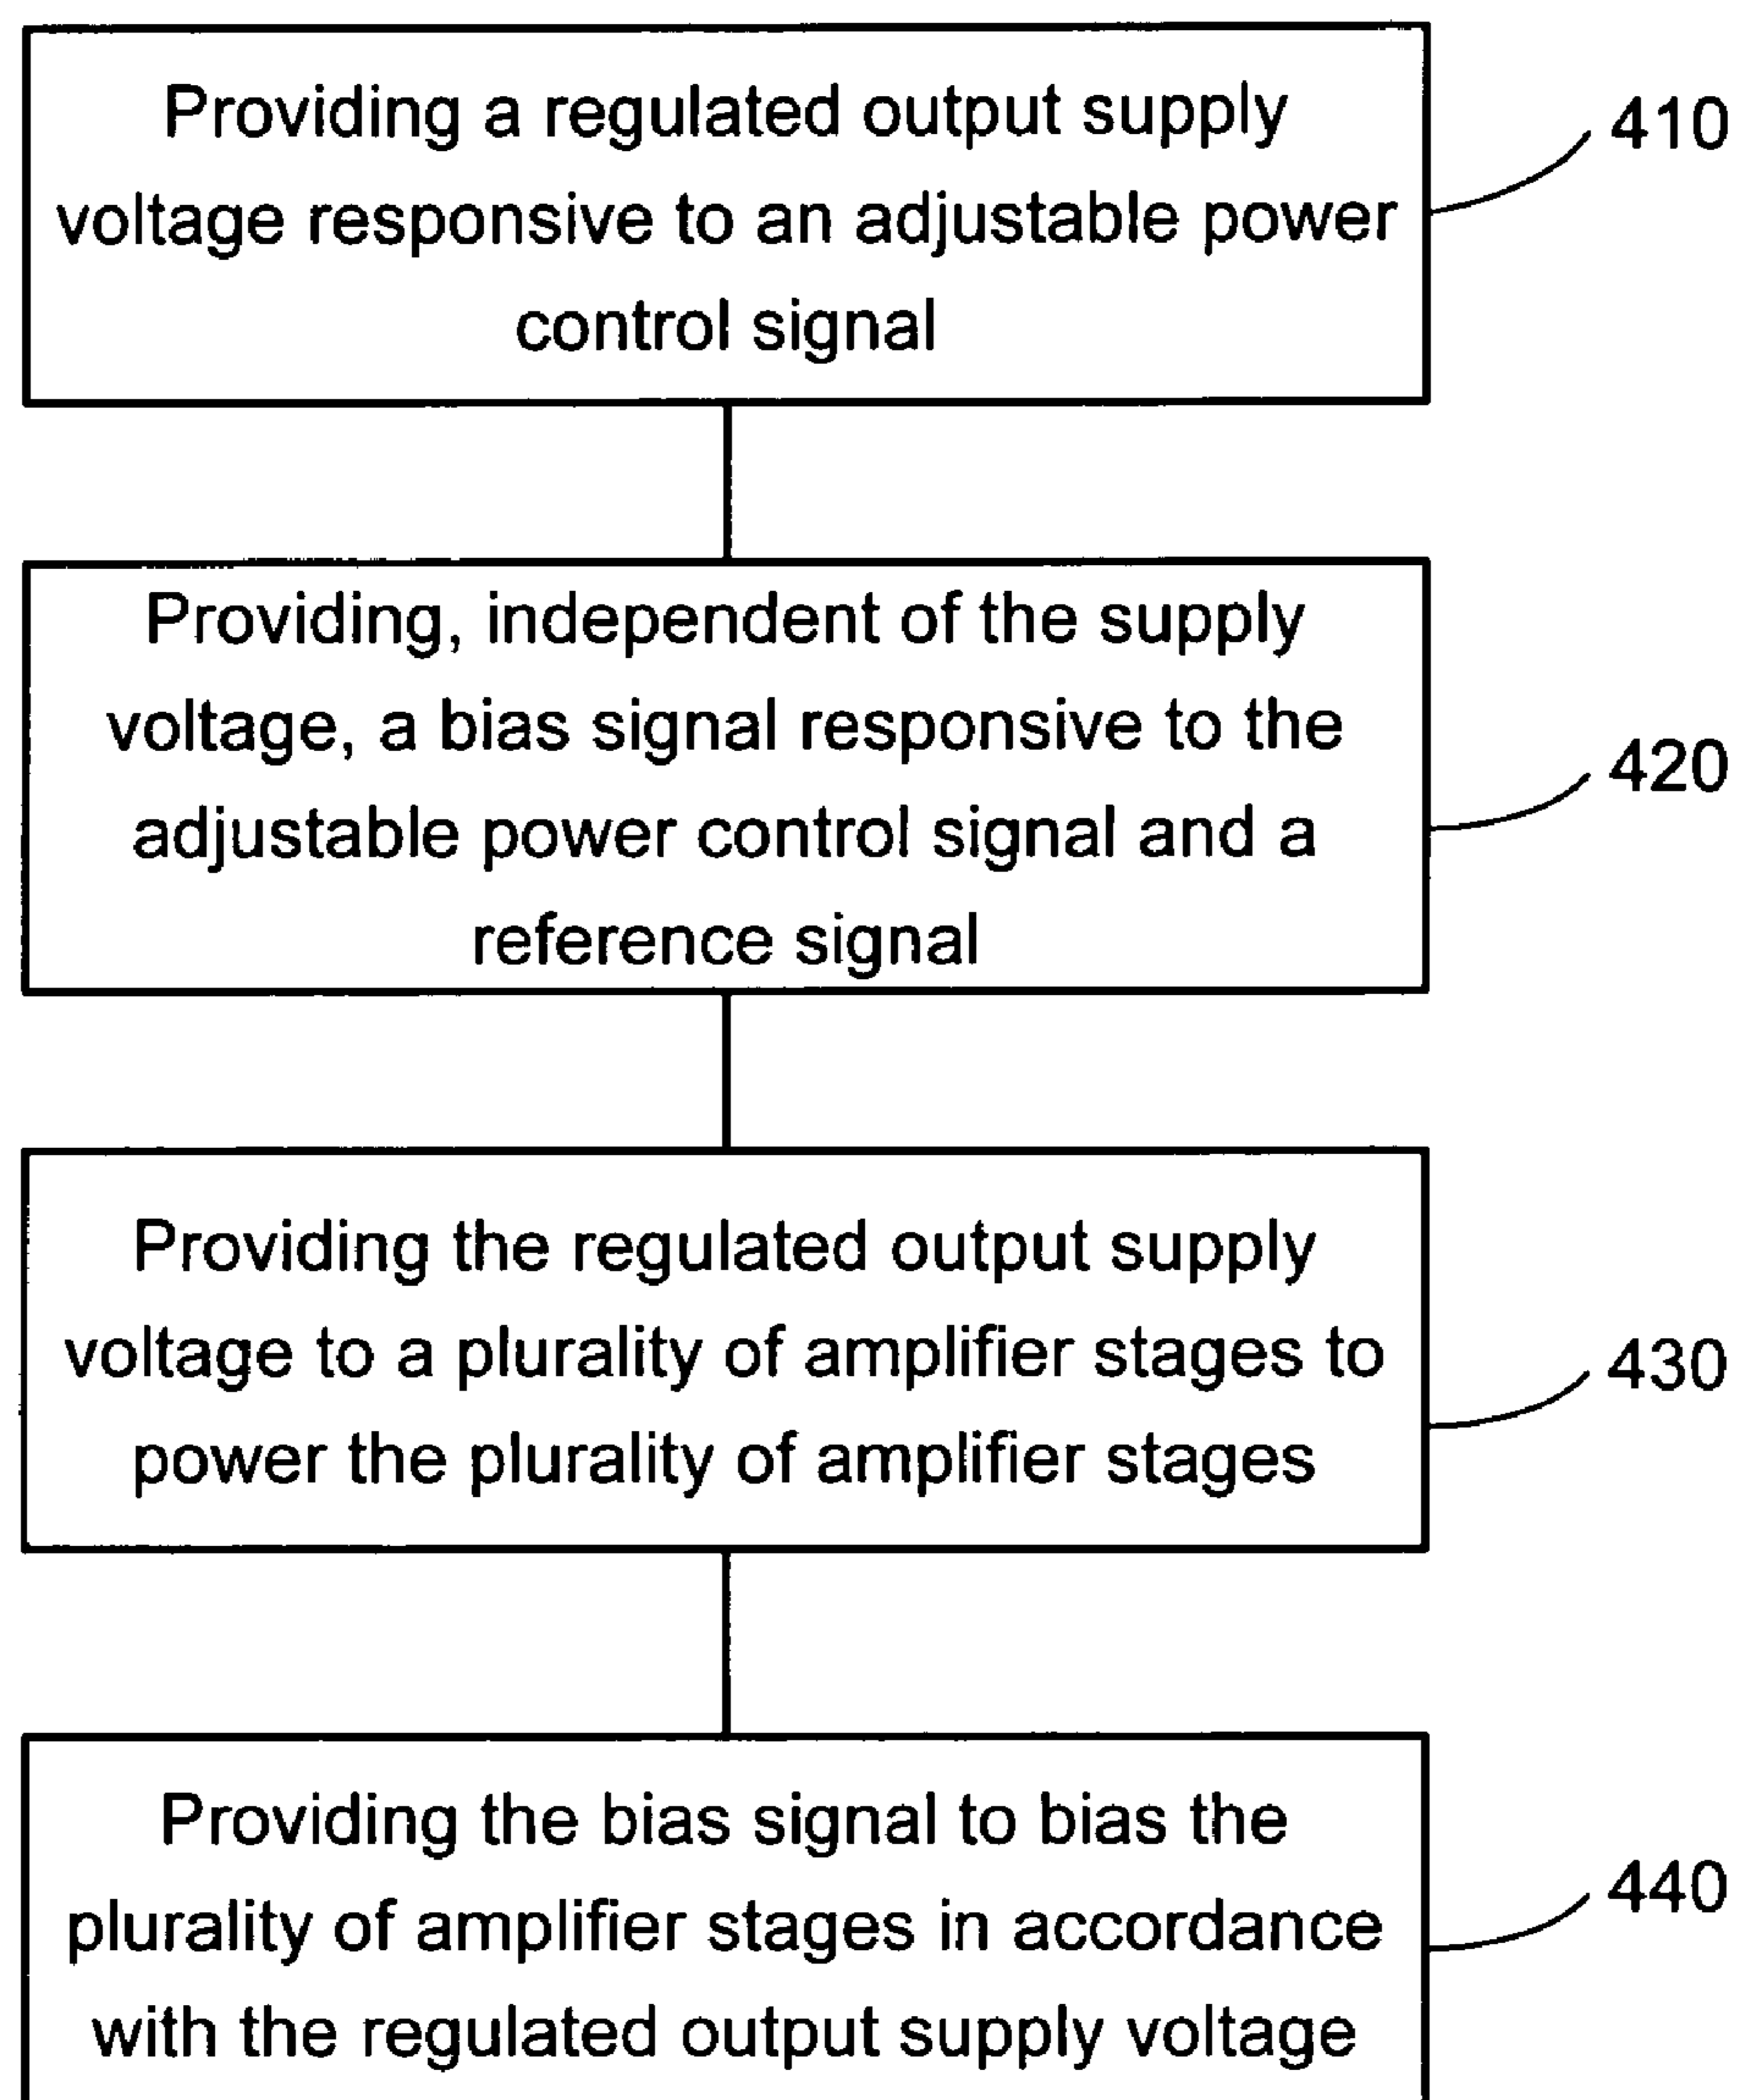 Providing a regulated output supply
voltage responsive to an adjustable power
control signal
410
Providing, independent of the supply
voltage, a bias signal responsive to the
adjustable power control signal and a
reference signal
420
Providing the regulated output supply
voltage to a plurality of amplifier stages to
power the plurality of amplifier stages
430
Providing the bias signal to bias the
plurality of amplifier stages in accordance
with the regulated output supply voltage
440